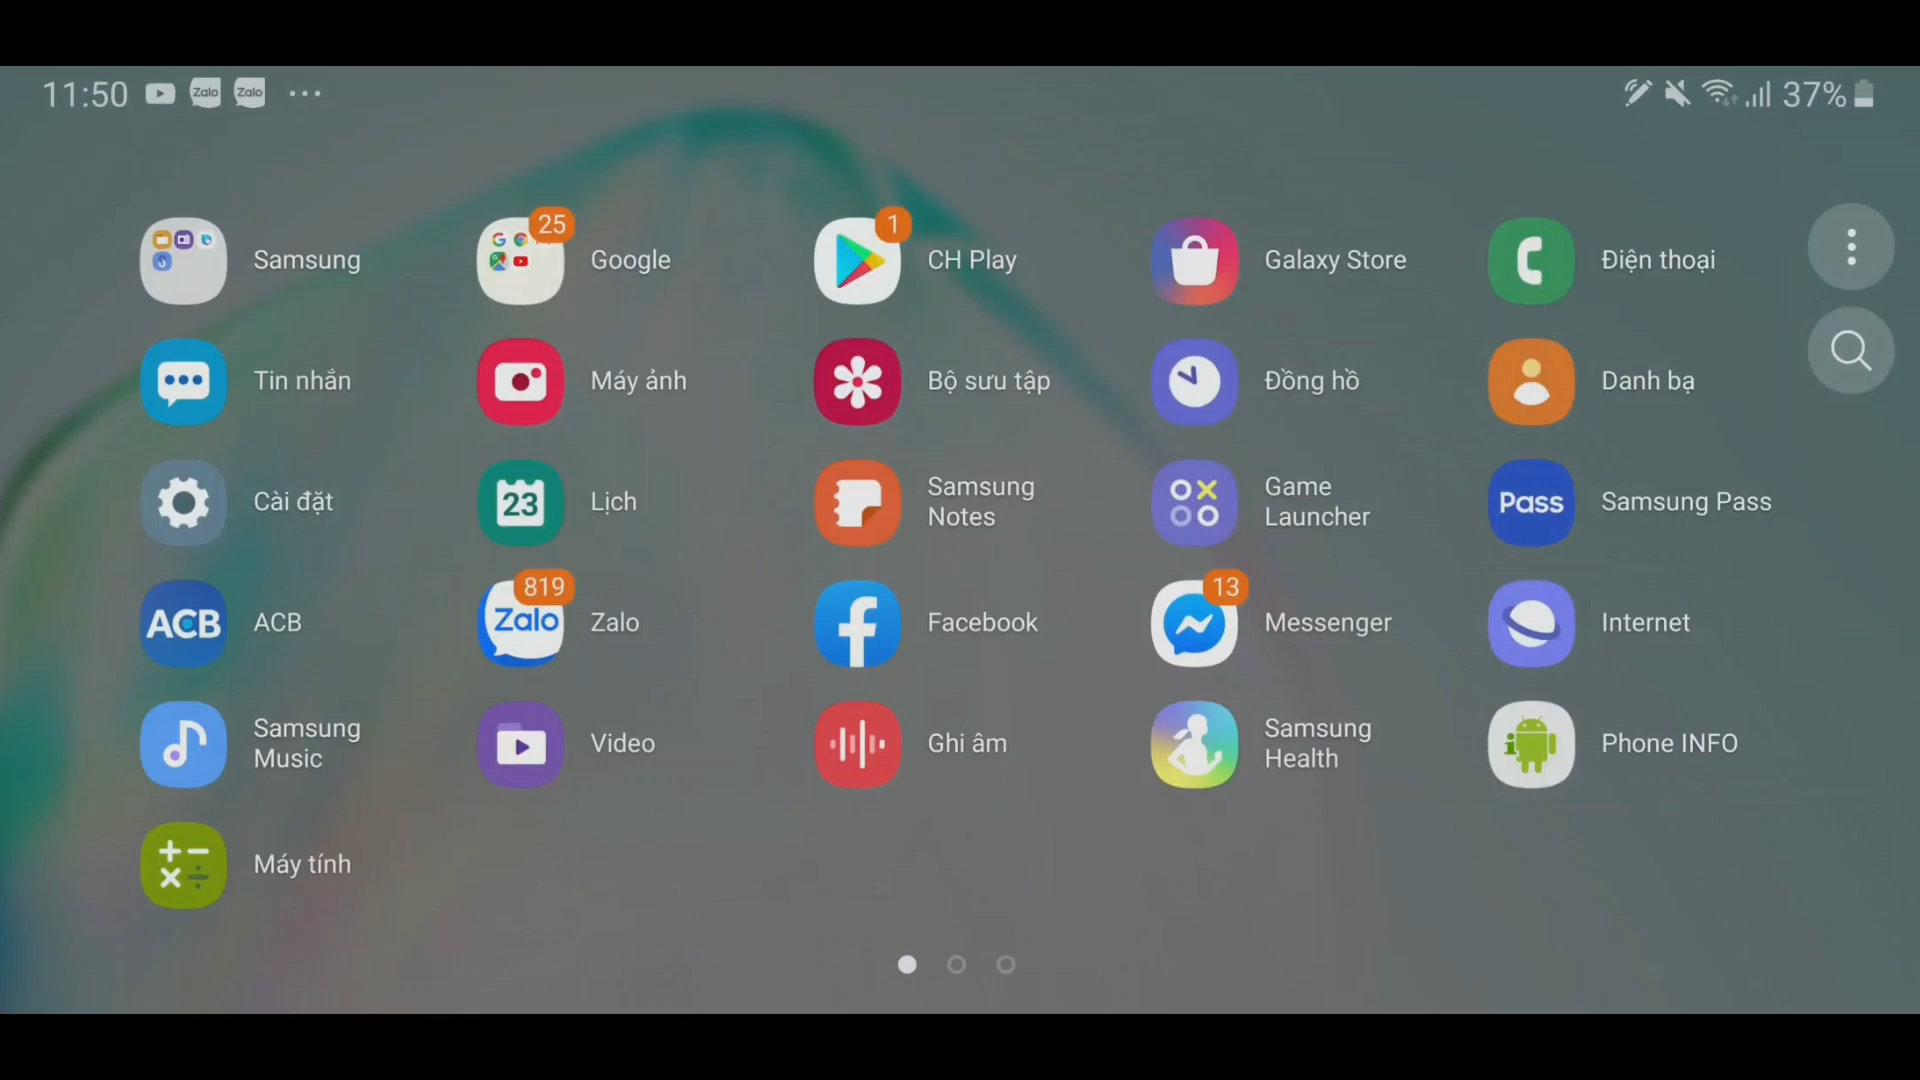 11:50 Zalo Zalo 37%
Samsung
25
Google
1
CH Play
Galaxy Store
Điện thoại
Tin nhắn
Máy ảnh
Bộ sưu tập
Đồng hồ
Danh bạ
Cài đặt
23
Lịch
Samsung
Notes
Game
Launcher
Pass
Samsung Pass
ACB
ACB
819
Zalo
Zalo
Facebook
13
Messenger
Internet
Samsung
Music
Video
Ghi âm
Samsung
Health
Phone INFO
Máy tính